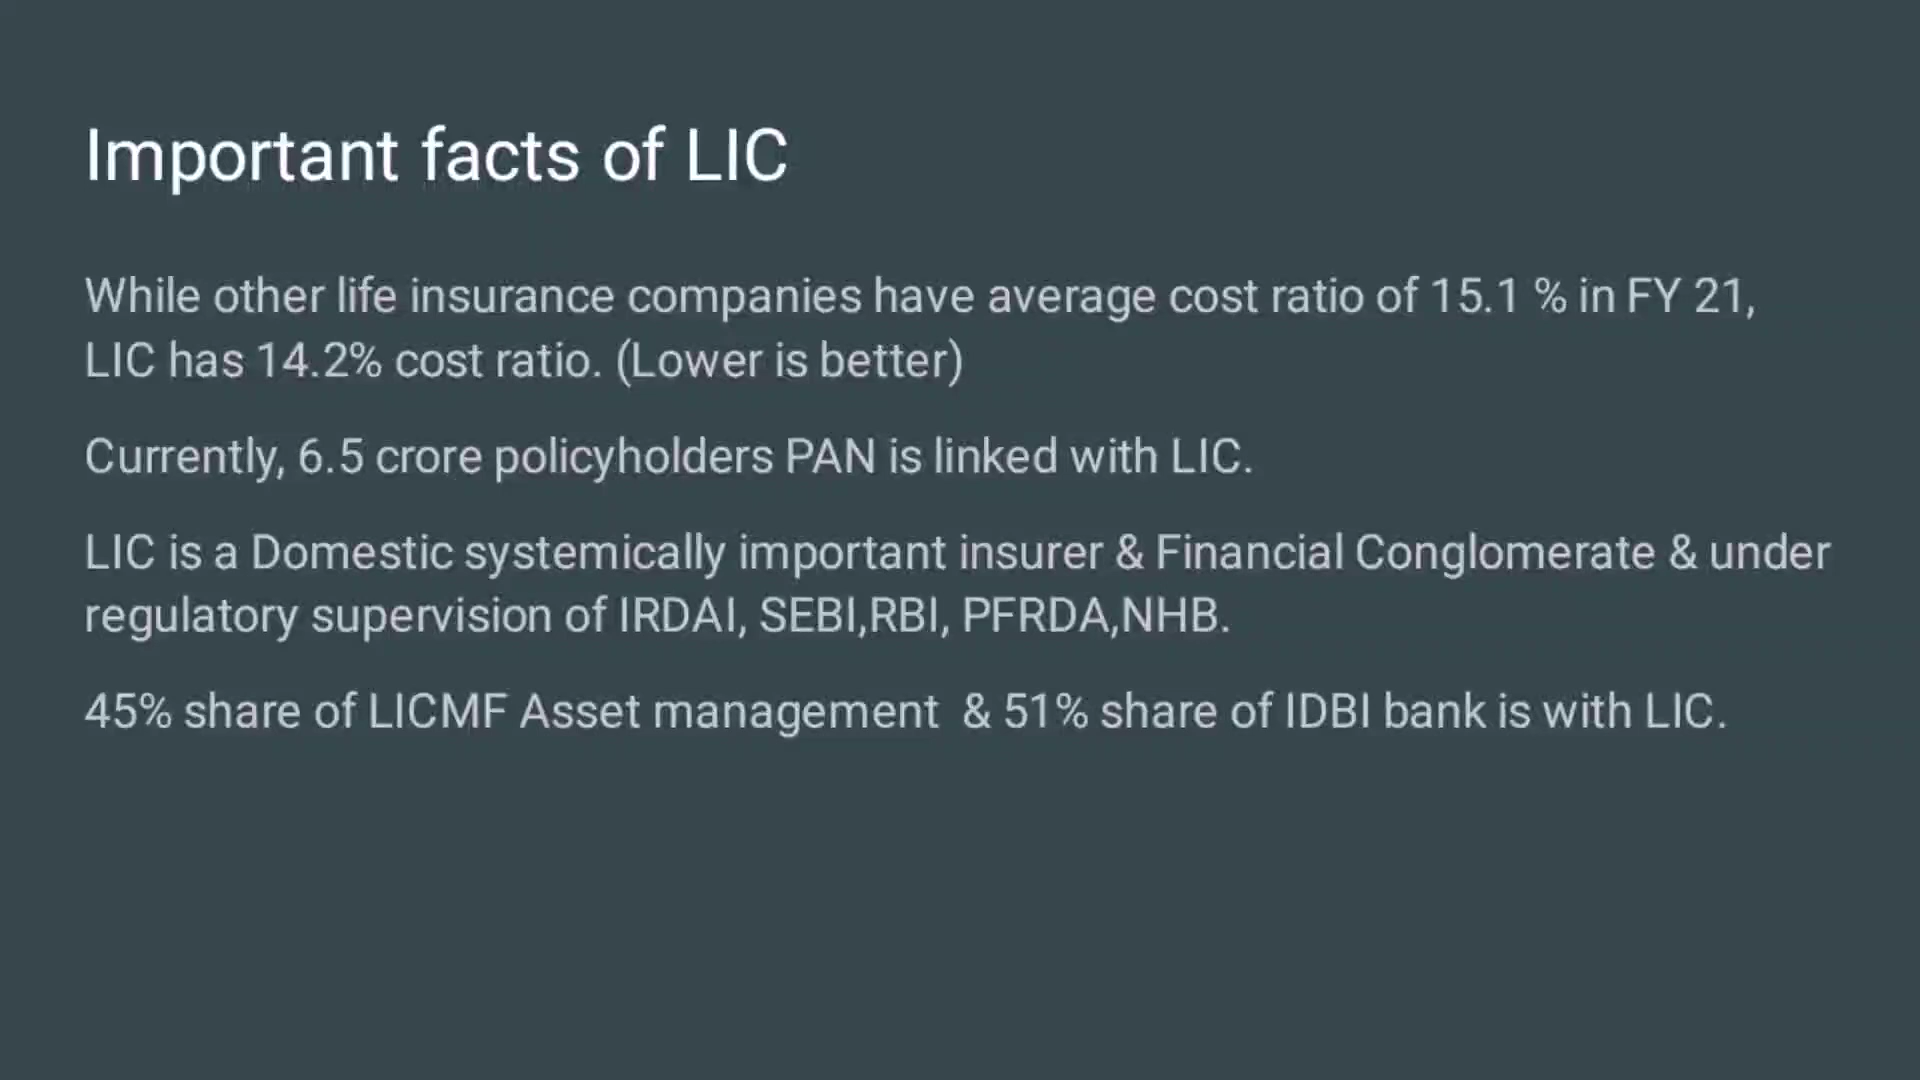 Important facts of LIC
While other life insurance companies have average cost ratio of 15.1 % in FY 21,
LIC has 14.2% cost ratio. (Lower is better)
Currently, 6.5 crore policyholders PAN is linked with LIC.
LIC is a Domestic systemically important insurer & Financial Conglomerate & under
regulatory supervision of IRDAI, SEBI,RBI, PFRDA,NHB.
45% share of LICMF Asset management  & 51% share of IDBI bank is with LIC.